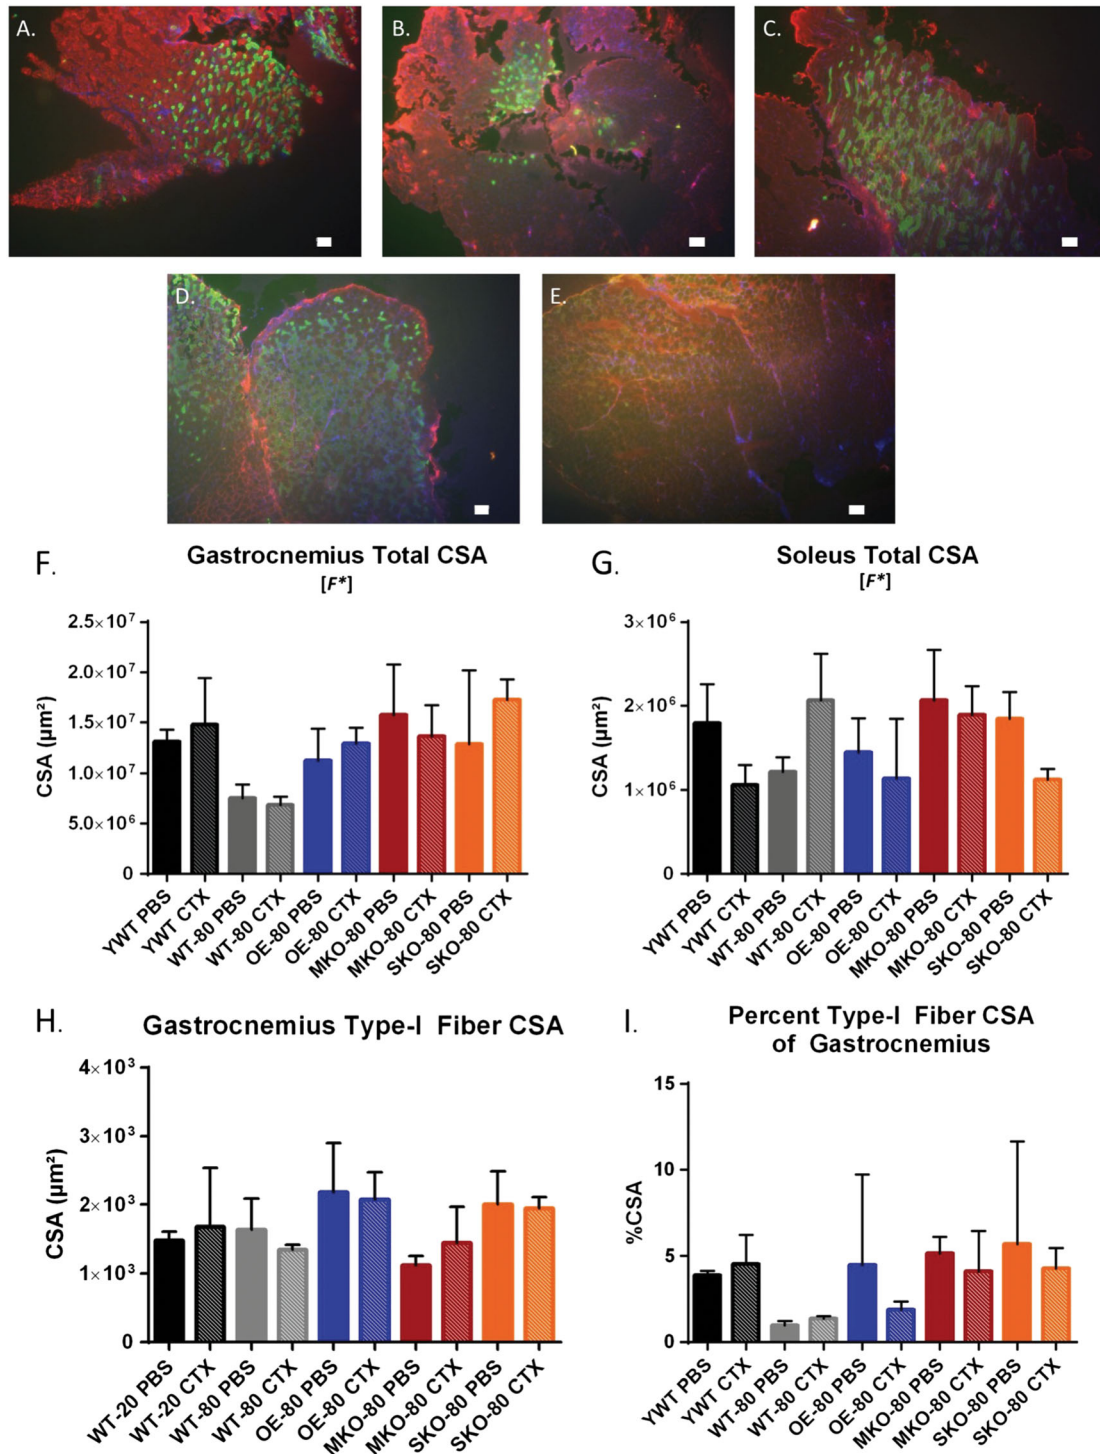 A.
B.
C.
D.
E.
F.
Gastrocnemius Total CSA
[F*]
2.5×10⁷
2.0×10⁷
1.5×10⁷
1.0×10⁷
5.0×10⁶
0
CSA (µm²)
YWT PBS
YWT CTX
WT-80 PBS
WT-80 CTX
OE-80 PBS
OE-80 CTX
MKO-80 PBS
MKO-80 CTX
SKO-80 PBS
SKO-80 CTX
G.
Soleus Total CSA
[F*]
3×10⁶
2×10⁶
1×10⁶
0
CSA (µm²)
YWT PBS
YWT CTX
WT-80 PBS
WT-80 CTX
OE-80 PBS
OE-80 CTX
MKO-80 PBS
MKO-80 CTX
SKO-80 PBS
SKO-80 CTX
H.
Gastrocnemius Type-I Fiber CSA
4×10³
3×10³
2×10³
1×10³
0
CSA (µm²)
WT-20 PBS
WT-20 CTX
WT-80 PBS
WT-80 CTX
OE-80 PBS
OE-80 CTX
MKO-80 PBS
MKO-80 CTX
SKO-80 PBS
SKO-80 CTX
I.
Percent Type-I Fiber CSA
of Gastrocnemius
15
10
5
0
%CSA
YWT PBS
YWT CTX
WT-80 PBS
WT-80 CTX
OE-80 PBS
OE-80 CTX
MKO-80 PBS
MKO-80 CTX
SKO-80 PBS
SKO-80 CTX